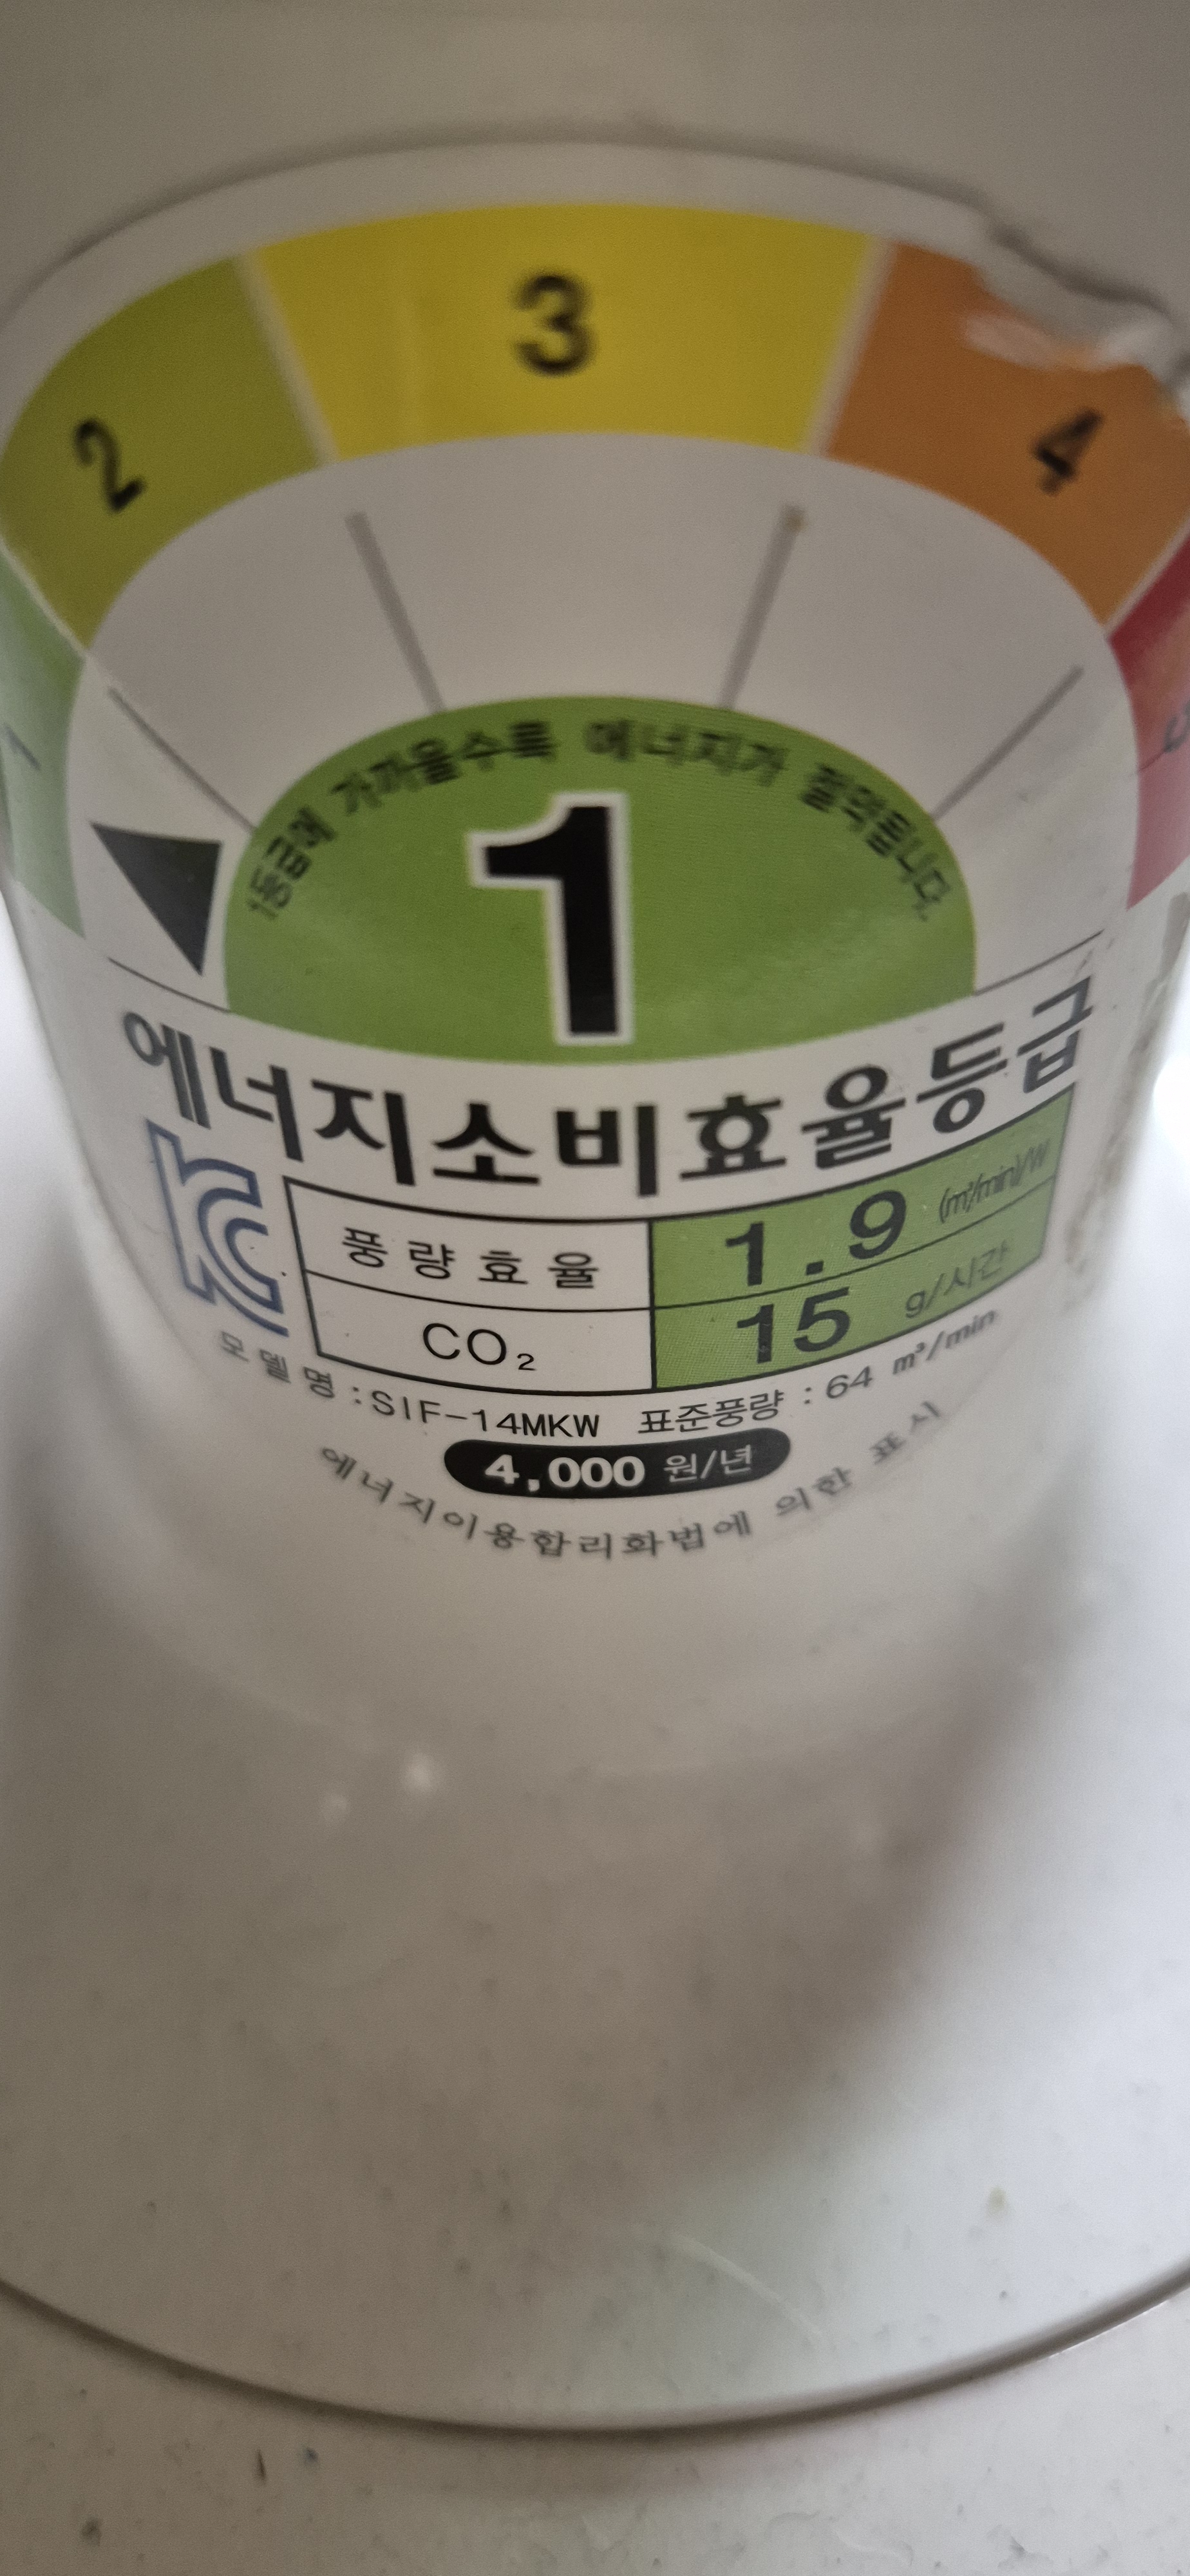 2 3 4
1 5
1등급에 가까울수록 에너지가 절약됩니다.
1
에너지소비효율등급
KC
풍량효율 1.9 (m³/min)/W
CO₂ 15 g/시간
모델명 : SIF-14MKW 표준풍량 : 64 m³/min
4,000 원/년
에너지이용합리화법에 의한 표시